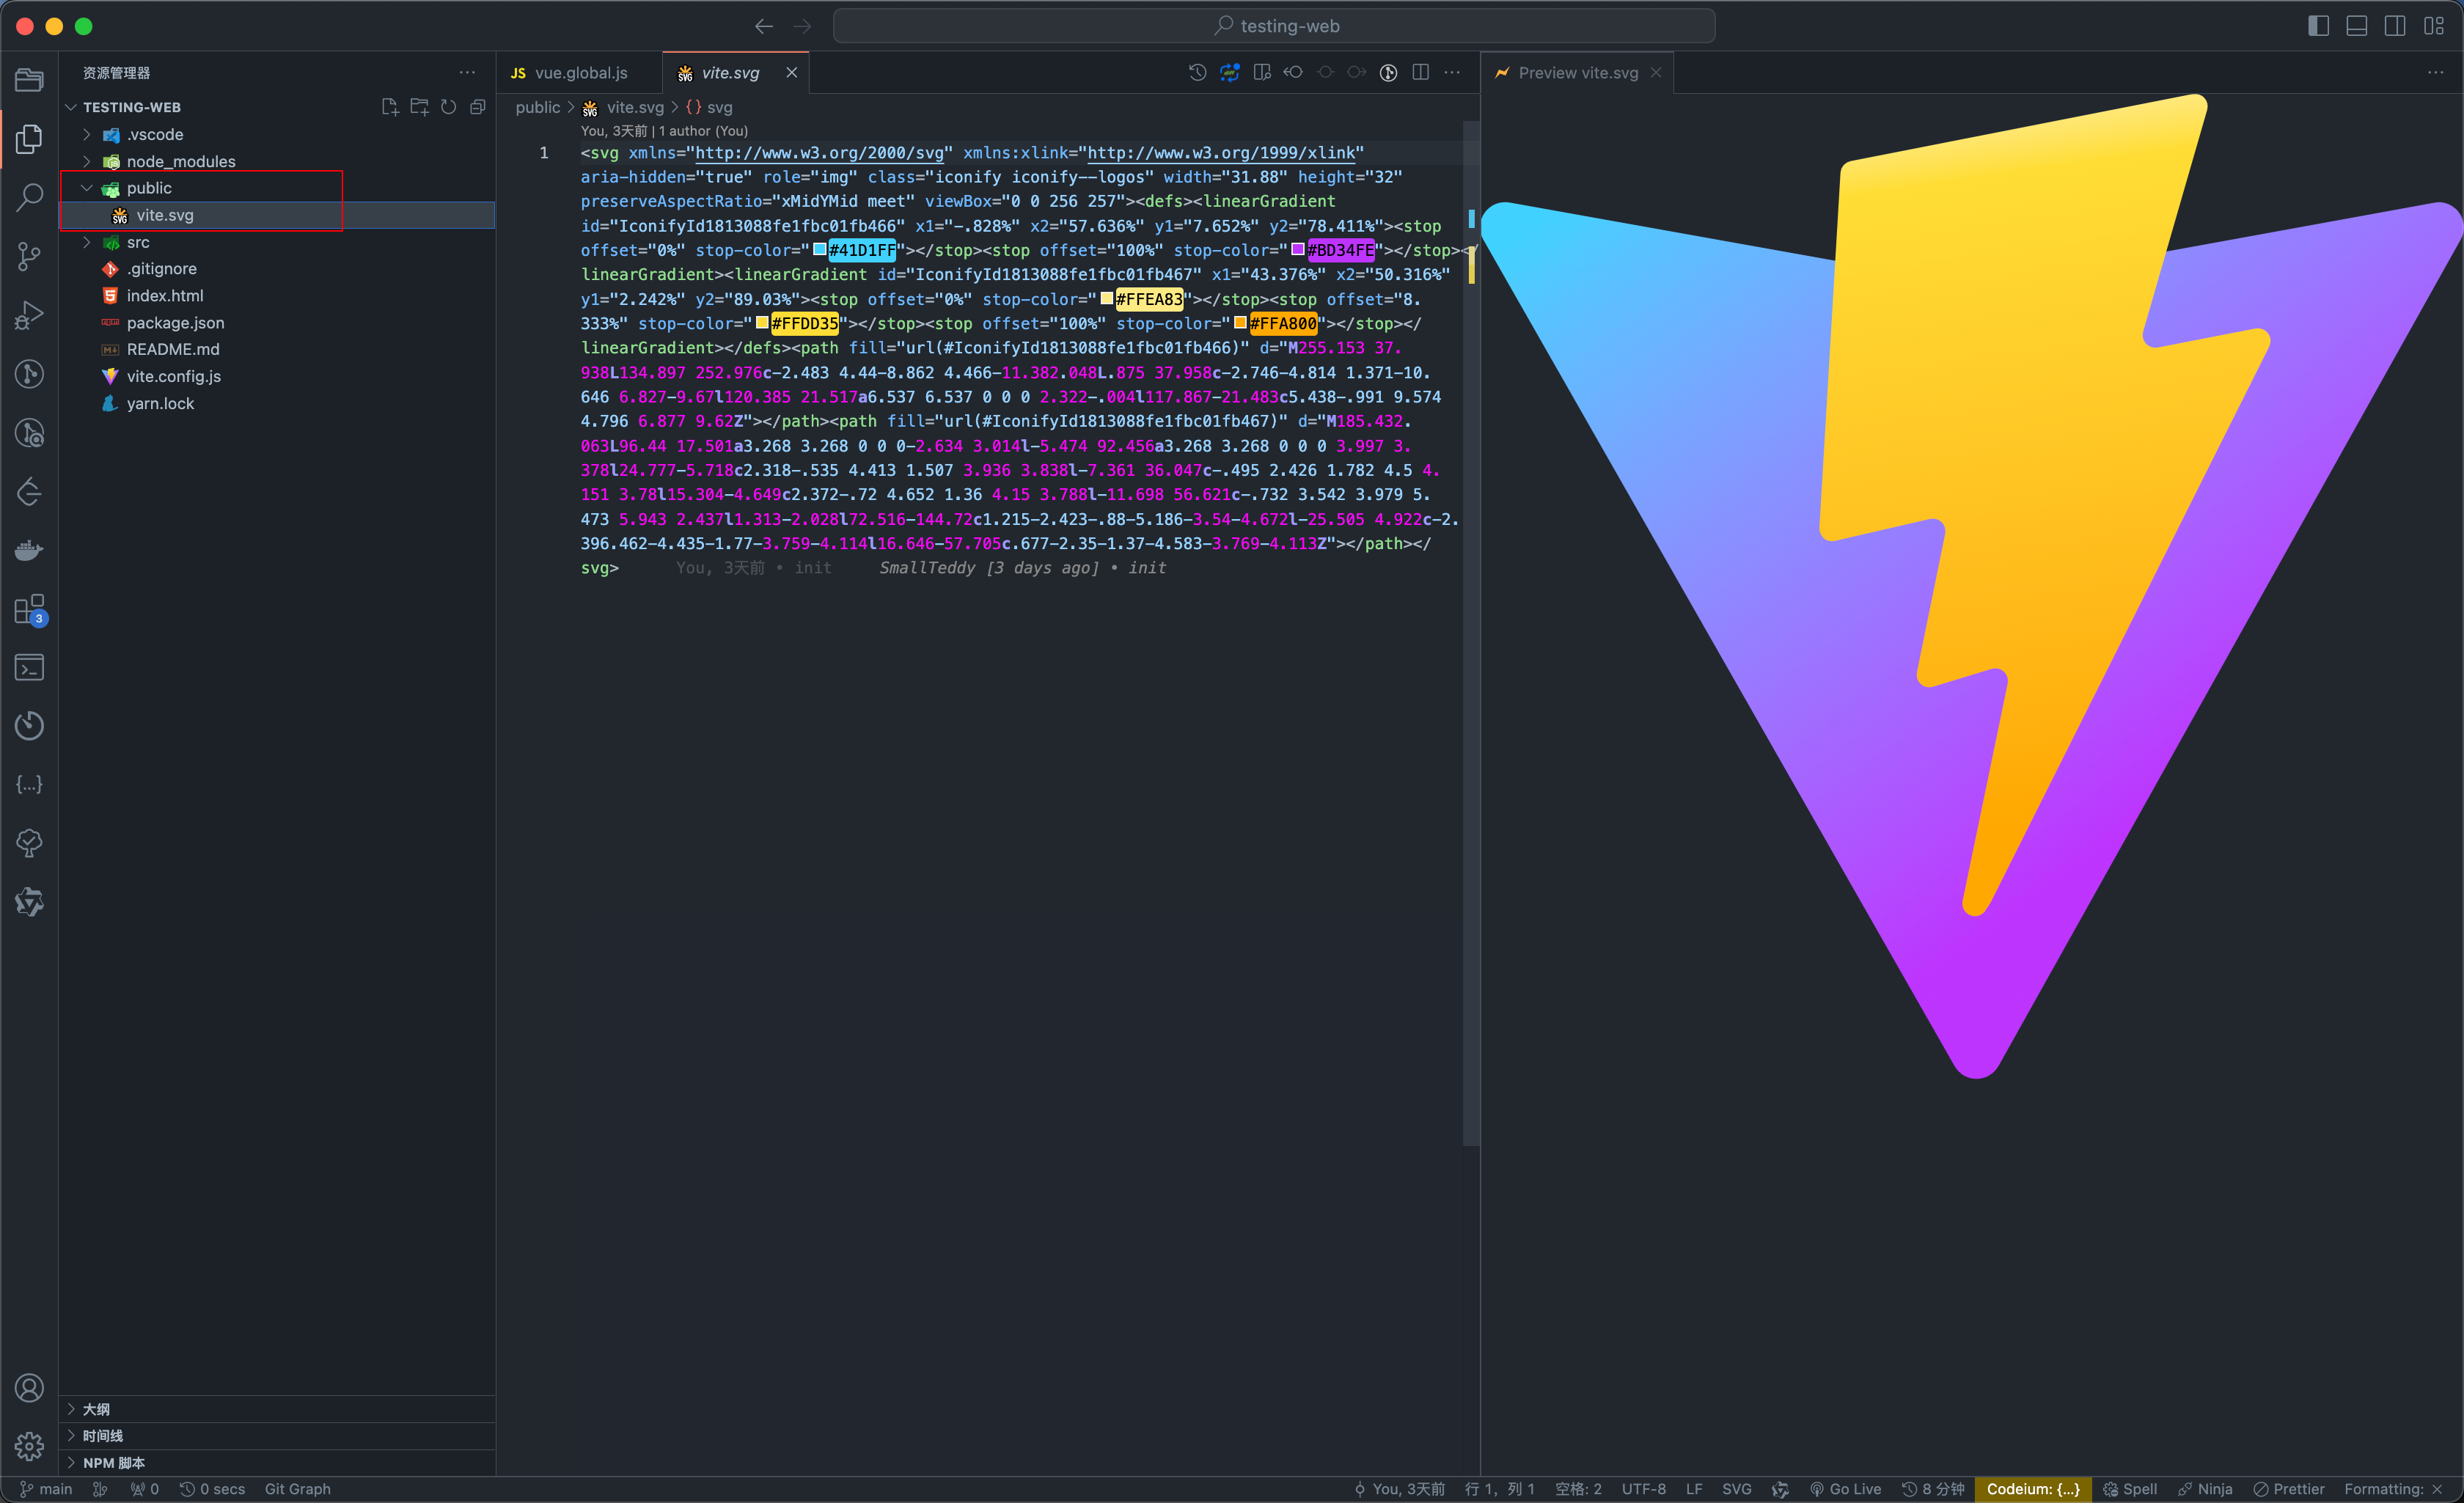 testing-web
资源管理器
TESTING-WEB
.vscode
node_modules
public
vite.svg
src
.gitignore
index.html
package.json
README.md
vite.config.js
yarn.lock
大纲
时间线
NPM 脚本
3
JS vue.global.js
vite.svg
public > vite.svg > {} svg
You, 3天前 | 1 author (You)
1 <svg xmlns="http://www.w3.org/2000/svg" xmlns:xlink="http://www.w3.org/1999/xlink"
aria-hidden="true" role="img" class="iconify iconify--logos" width="31.88" height="32"
preserveAspectRatio="xMidYMid meet" viewBox="0 0 256 257"><defs><linearGradient
id="IconifyId1813088fe1fbc01fb466" x1="-.828%" x2="57.636%" y1="7.652%" y2="78.411%"><stop
offset="0%" stop-color="#41D1FF"></stop><stop offset="100%" stop-color="#BD34FE"></stop></
linearGradient><linearGradient id="IconifyId1813088fe1fbc01fb467" x1="43.376%" x2="50.316%"
y1="2.242%" y2="89.03%"><stop offset="0%" stop-color="#FFEA83"></stop><stop offset="8.
333%" stop-color="#FFDD35"></stop><stop offset="100%" stop-color="#FFA800"></stop></
linearGradient></defs><path fill="url(#IconifyId1813088fe1fbc01fb466)" d="M255.153 37.
938L134.897 252.976c-2.483 4.44-8.862 4.466-11.382.048L.875 37.958c-2.746-4.814 1.371-10.
646 6.827-9.67l120.385 21.517a6.537 6.537 0 0 0 2.322-.004l117.867-21.483c5.438-.991 9.574
4.796 6.877 9.62Z"></path><path fill="url(#IconifyId1813088fe1fbc01fb467)" d="M185.432.
063L96.44 17.501a3.268 3.268 0 0 0-2.634 3.014l-5.474 92.456a3.268 3.268 0 0 0 3.997 3.
378l24.777-5.718c2.318-.535 4.413 1.507 3.936 3.838l-7.361 36.047c-.495 2.426 1.782 4.5 4.
151 3.78l15.304-4.649c2.372-.72 4.652 1.36 4.15 3.788l-11.698 56.621c-.732 3.542 3.979 5.
473 5.943 2.437l1.313-2.028l72.516-144.72c1.215-2.423-.88-5.186-3.54-4.672l-25.505 4.922c-2.
396.462-4.435-1.77-3.759-4.114l16.646-57.705c.677-2.35-1.37-4.583-3.769-4.113Z"></path></
svg> You, 3天前 • init SmallTeddy [3 days ago] • init
Preview vite.svg
main 0 0 secs Git Graph You, 3天前 行 1，列 1 空格: 2 UTF-8 LF SVG Go Live 8 分钟 Codeium: {...} Spell Ninja Prettier Formatting: ×